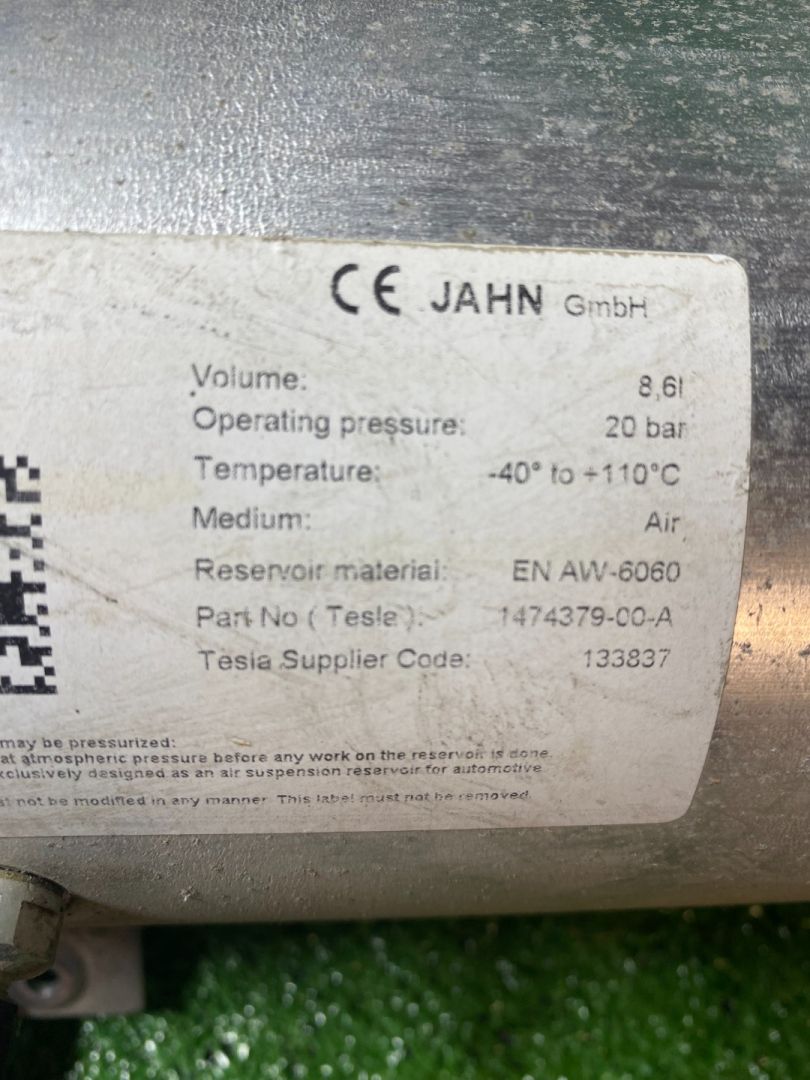 CE JAHN GmbH
Volume: 8,6l
Operating pressure: 20 bar
Temperature: -40° to +110°C
Medium: Air
Reservoir material: EN AW-6060
Part No ( Tesla ): 1474379-00-A
Tesla Supplier Code: 133837
may be pressurized:
at atmospheric pressure before any work on the reservoir is done.
xclusively designed as an air suspension reservoir for automotive
st not be modified in any manner. This label must not be removed.